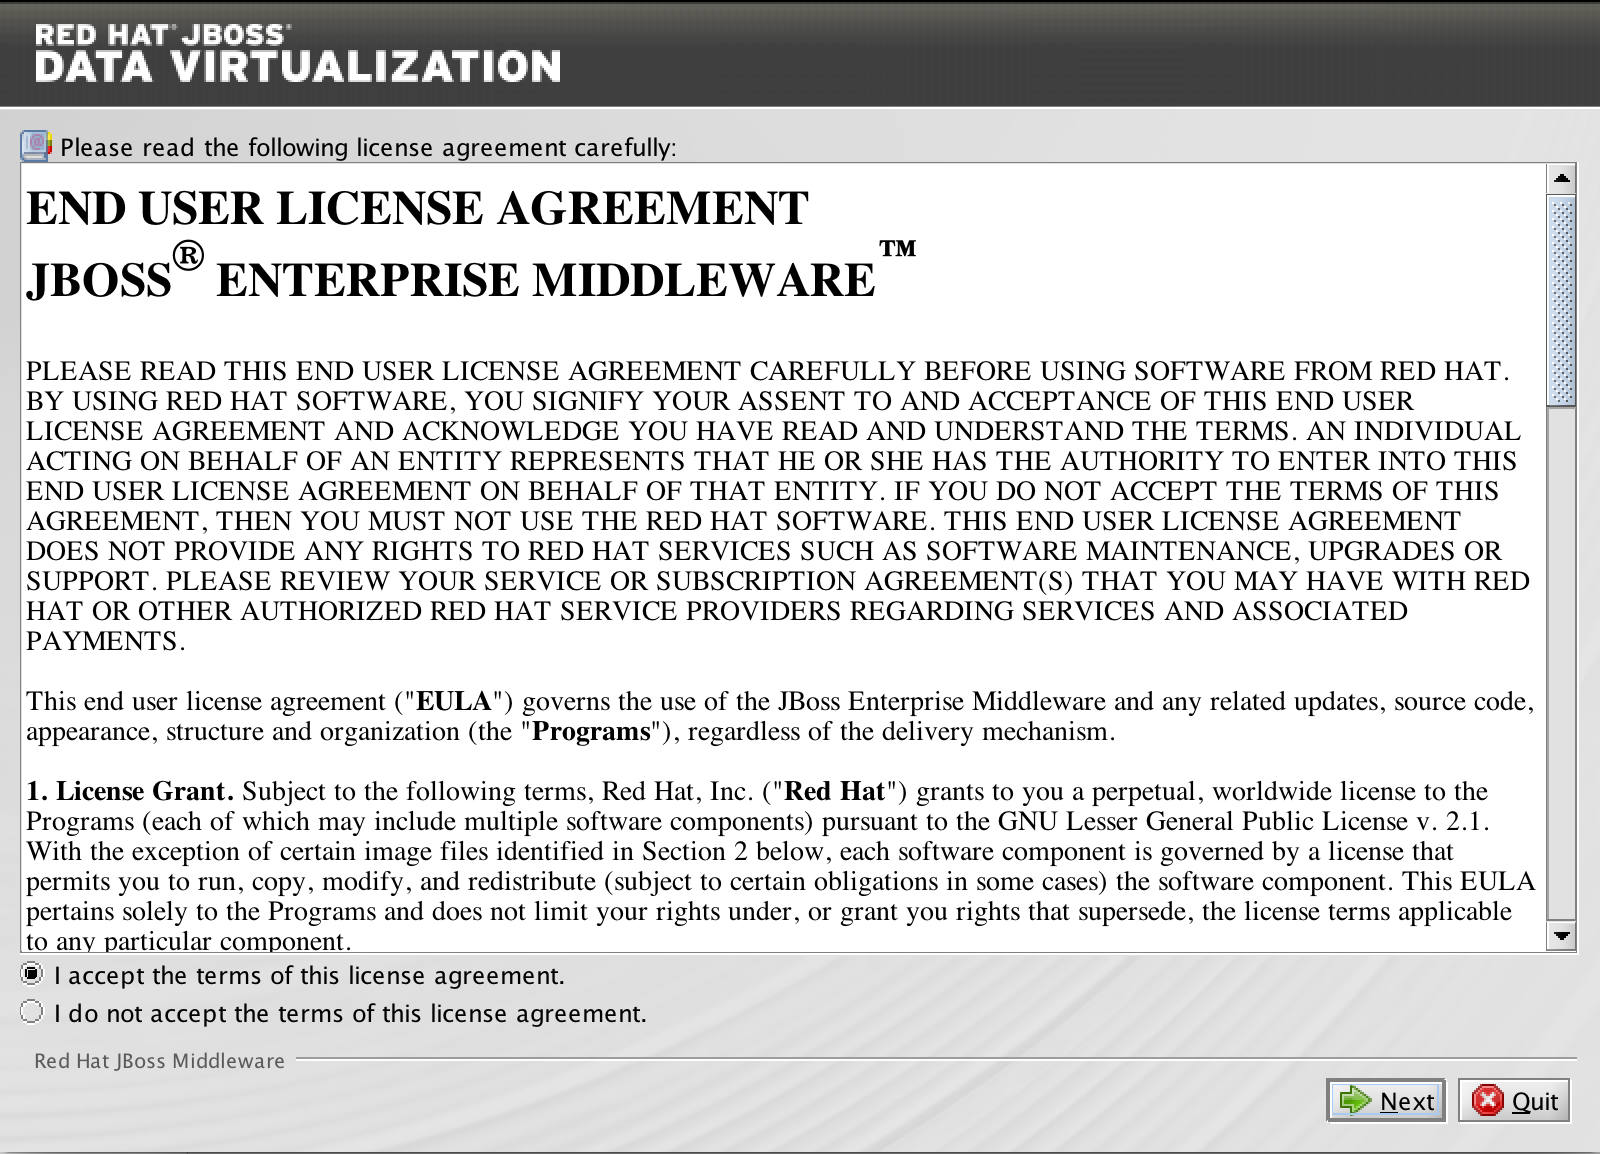 RED HAT® JBOSS®
DATA VIRTUALIZATION
Please read the following license agreement carefully:
END USER LICENSE AGREEMENT
JBOSS® ENTERPRISE MIDDLEWARE™
PLEASE READ THIS END USER LICENSE AGREEMENT CAREFULLY BEFORE USING SOFTWARE FROM RED HAT.
BY USING RED HAT SOFTWARE, YOU SIGNIFY YOUR ASSENT TO AND ACCEPTANCE OF THIS END USER
LICENSE AGREEMENT AND ACKNOWLEDGE YOU HAVE READ AND UNDERSTAND THE TERMS. AN INDIVIDUAL
ACTING ON BEHALF OF AN ENTITY REPRESENTS THAT HE OR SHE HAS THE AUTHORITY TO ENTER INTO THIS
END USER LICENSE AGREEMENT ON BEHALF OF THAT ENTITY. IF YOU DO NOT ACCEPT THE TERMS OF THIS
AGREEMENT, THEN YOU MUST NOT USE THE RED HAT SOFTWARE. THIS END USER LICENSE AGREEMENT
DOES NOT PROVIDE ANY RIGHTS TO RED HAT SERVICES SUCH AS SOFTWARE MAINTENANCE, UPGRADES OR
SUPPORT. PLEASE REVIEW YOUR SERVICE OR SUBSCRIPTION AGREEMENT(S) THAT YOU MAY HAVE WITH RED
HAT OR OTHER AUTHORIZED RED HAT SERVICE PROVIDERS REGARDING SERVICES AND ASSOCIATED
PAYMENTS.
This end user license agreement ("EULA") governs the use of the JBoss Enterprise Middleware and any related updates, source code,
appearance, structure and organization (the "Programs"), regardless of the delivery mechanism.
1. License Grant. Subject to the following terms, Red Hat, Inc. ("Red Hat") grants to you a perpetual, worldwide license to the
Programs (each of which may include multiple software components) pursuant to the GNU Lesser General Public License v. 2.1.
With the exception of certain image files identified in Section 2 below, each software component is governed by a license that
permits you to run, copy, modify, and redistribute (subject to certain obligations in some cases) the software component. This EULA
pertains solely to the Programs and does not limit your rights under, or grant you rights that supersede, the license terms applicable
to any particular component.
I accept the terms of this license agreement.
I do not accept the terms of this license agreement.
Red Hat JBoss Middleware
Next
Quit